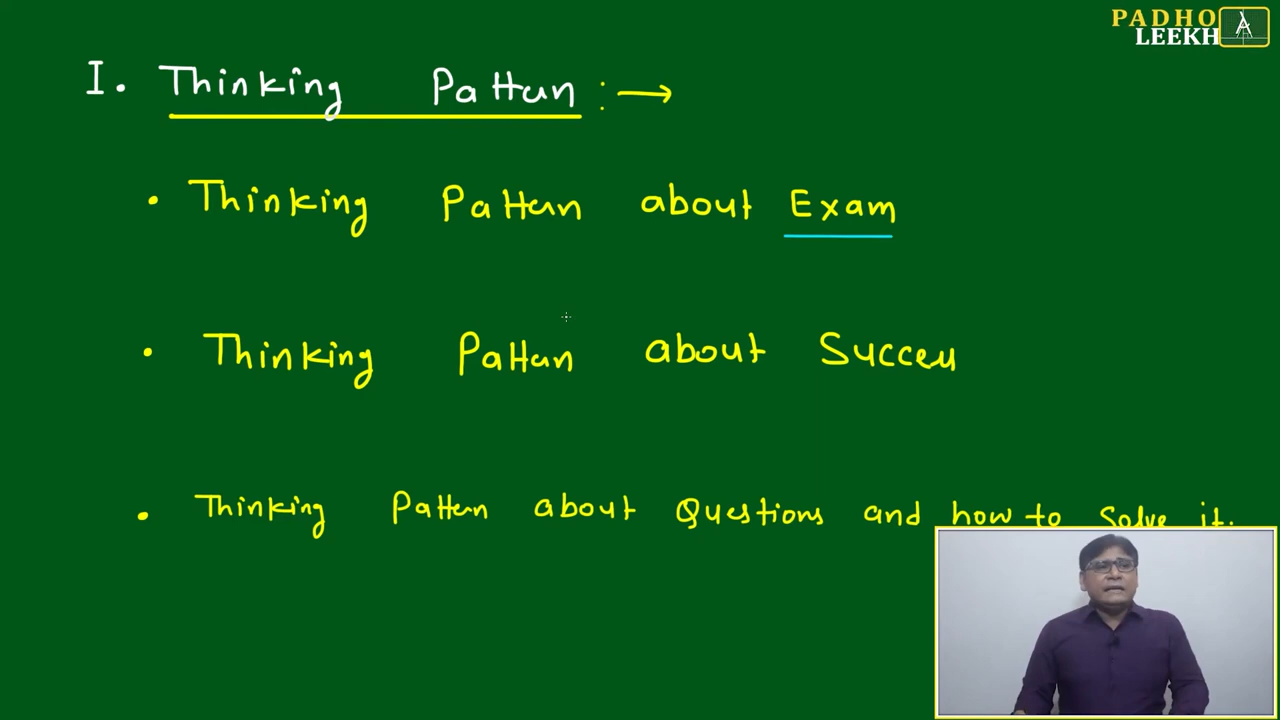 PADHO
LEEKH
I. Thinking Pattern :→
• Thinking Pattern about Exam
• Thinking Pattern about Success
• Thinking Pattern about Questions and how to solve it.